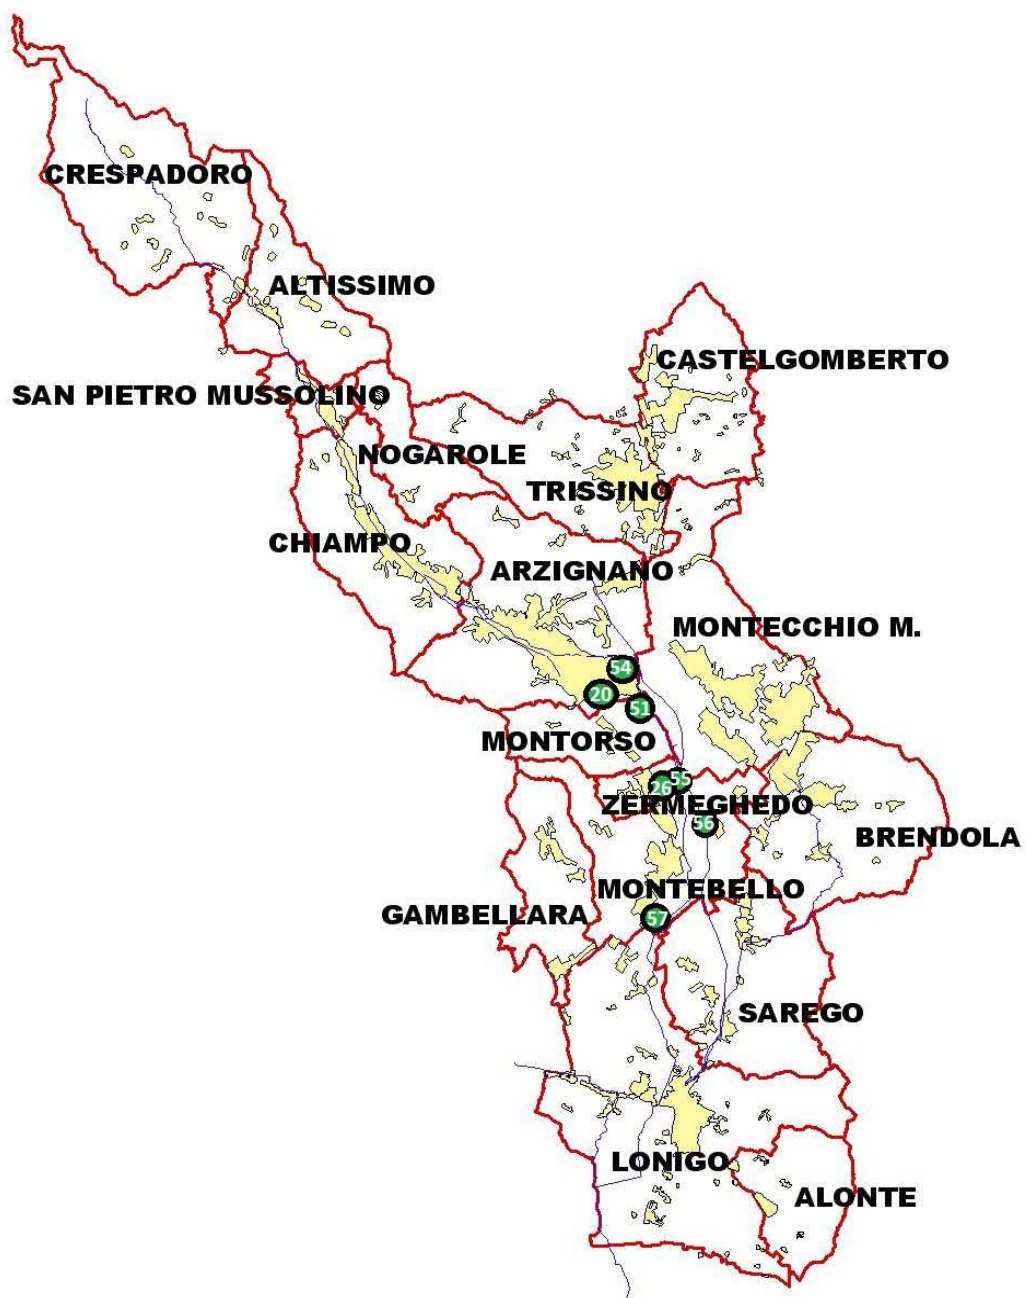 CRESPADORO
ALTISSIMO
CASTELGOMBERTO
SAN PIETRO MUSSOLINO
NOGAROLE
TRISSINO
CHIAMPO
ARZIGNANO
MONTECCHIO M.
54
20
51
MONTORSO
55
26
ZERMEGHEDO
56
BRENDOLA
MONTEBELLO
GAMBELLARA
57
SAREGO
LONIGO
ALONTE